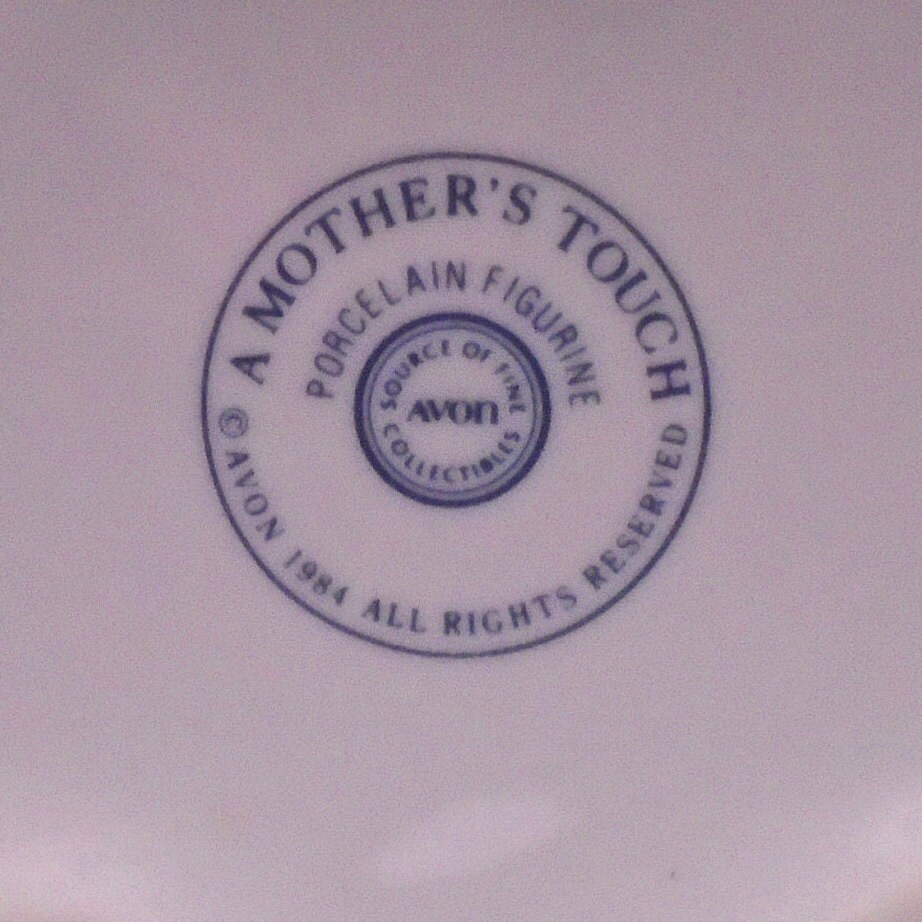 A MOTHER'S TOUCH
PORCELAIN FIGURINE
SOURCE OF FINE
AVON
COLLECTIBLES
© AVON 1984 ALL RIGHTS RESERVED